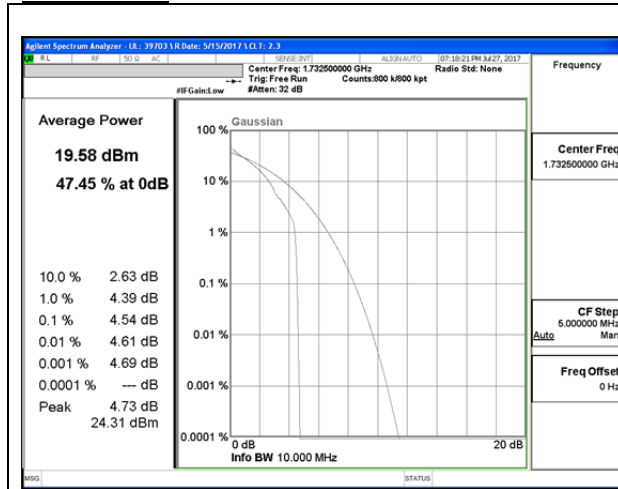 Agilent Spectrum Analyzer - UL: 39703 \ R Date: 5/15/2017 \ CLT: 2.3
RL RF 50 Ω AC SENSE:INT ALIGN AUTO 07:18:21 PM Jul 27, 2017
Center Freq: 1.732500000 GHz Radio Std: None
Trig: Free Run Counts:800 k/800 kpt
#IFGain:Low #Atten: 32 dB
Frequency
Average Power
19.58 dBm
47.45 % at 0dB
10.0 % 2.63 dB
1.0 % 4.39 dB
0.1 % 4.54 dB
0.01 % 4.61 dB
0.001 % 4.69 dB
0.0001 % --- dB
Peak 4.73 dB
24.31 dBm
Gaussian
100 %
10 %
1 %
0.1 %
0.01 %
0.001 %
0.0001 %
0 dB 20 dB
Info BW 10.000 MHz
Center Freq
1.732500000 GHz
CF Step
5.000000 MHz
Auto Man
Freq Offset
0 Hz
MSG STATUS